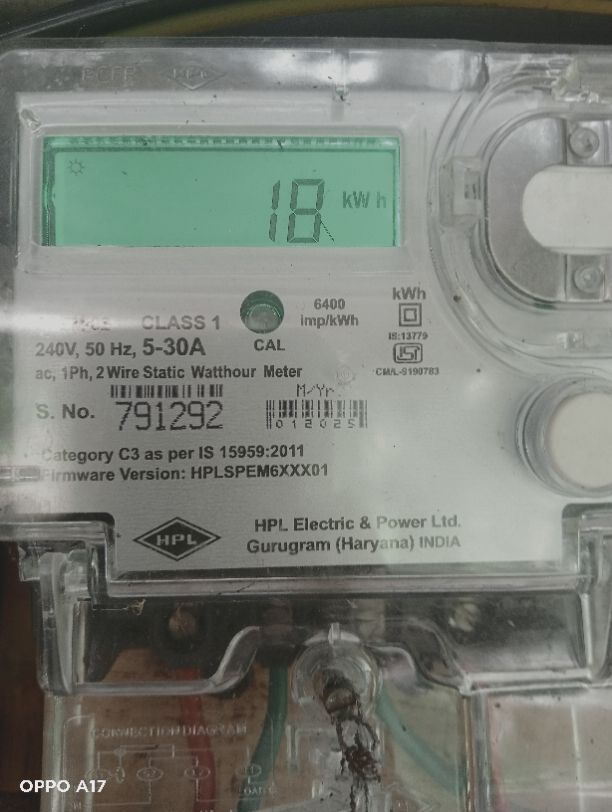 18 kWh
CLASS 1
6400
imp/kWh
kWh
240V, 50 Hz, 5-30A
CAL
IS:13779
ac, 1Ph, 2 Wire Static Watthour Meter
CM/L-9190783
M/Yr.
S. No. 791292
012025
Category C3 as per IS 15959:2011
Firmware Version: HPLSPEM6XXX01
HPL
HPL Electric & Power Ltd.
Gurugram (Haryana) INDIA
CONNECTION DIAGRAM
OPPO A17